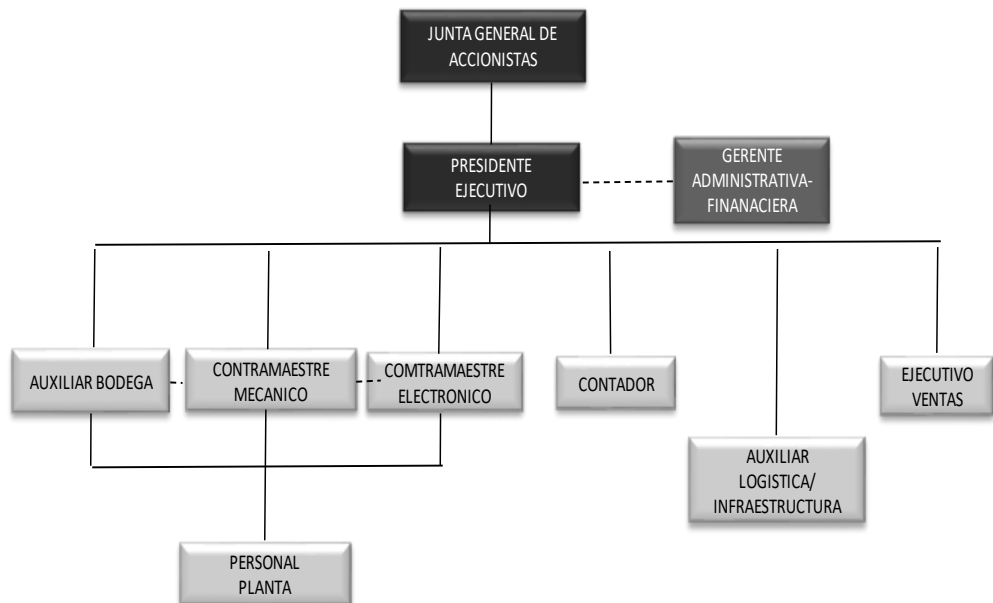 JUNTA GENERAL DE
ACCIONISTAS
PRESIDENTE
EJECUTIVO
GERENTE
ADMINISTRATIVA-
FINANACIERA
AUXILIAR BODEGA
CONTRAMAESTRE
MECANICO
COMTRAMAESTRE
ELECTRONICO
CONTADOR
EJECUTIVO
VENTAS
AUXILIAR
LOGISTICA/
INFRAESTRUCTURA
PERSONAL
PLANTA